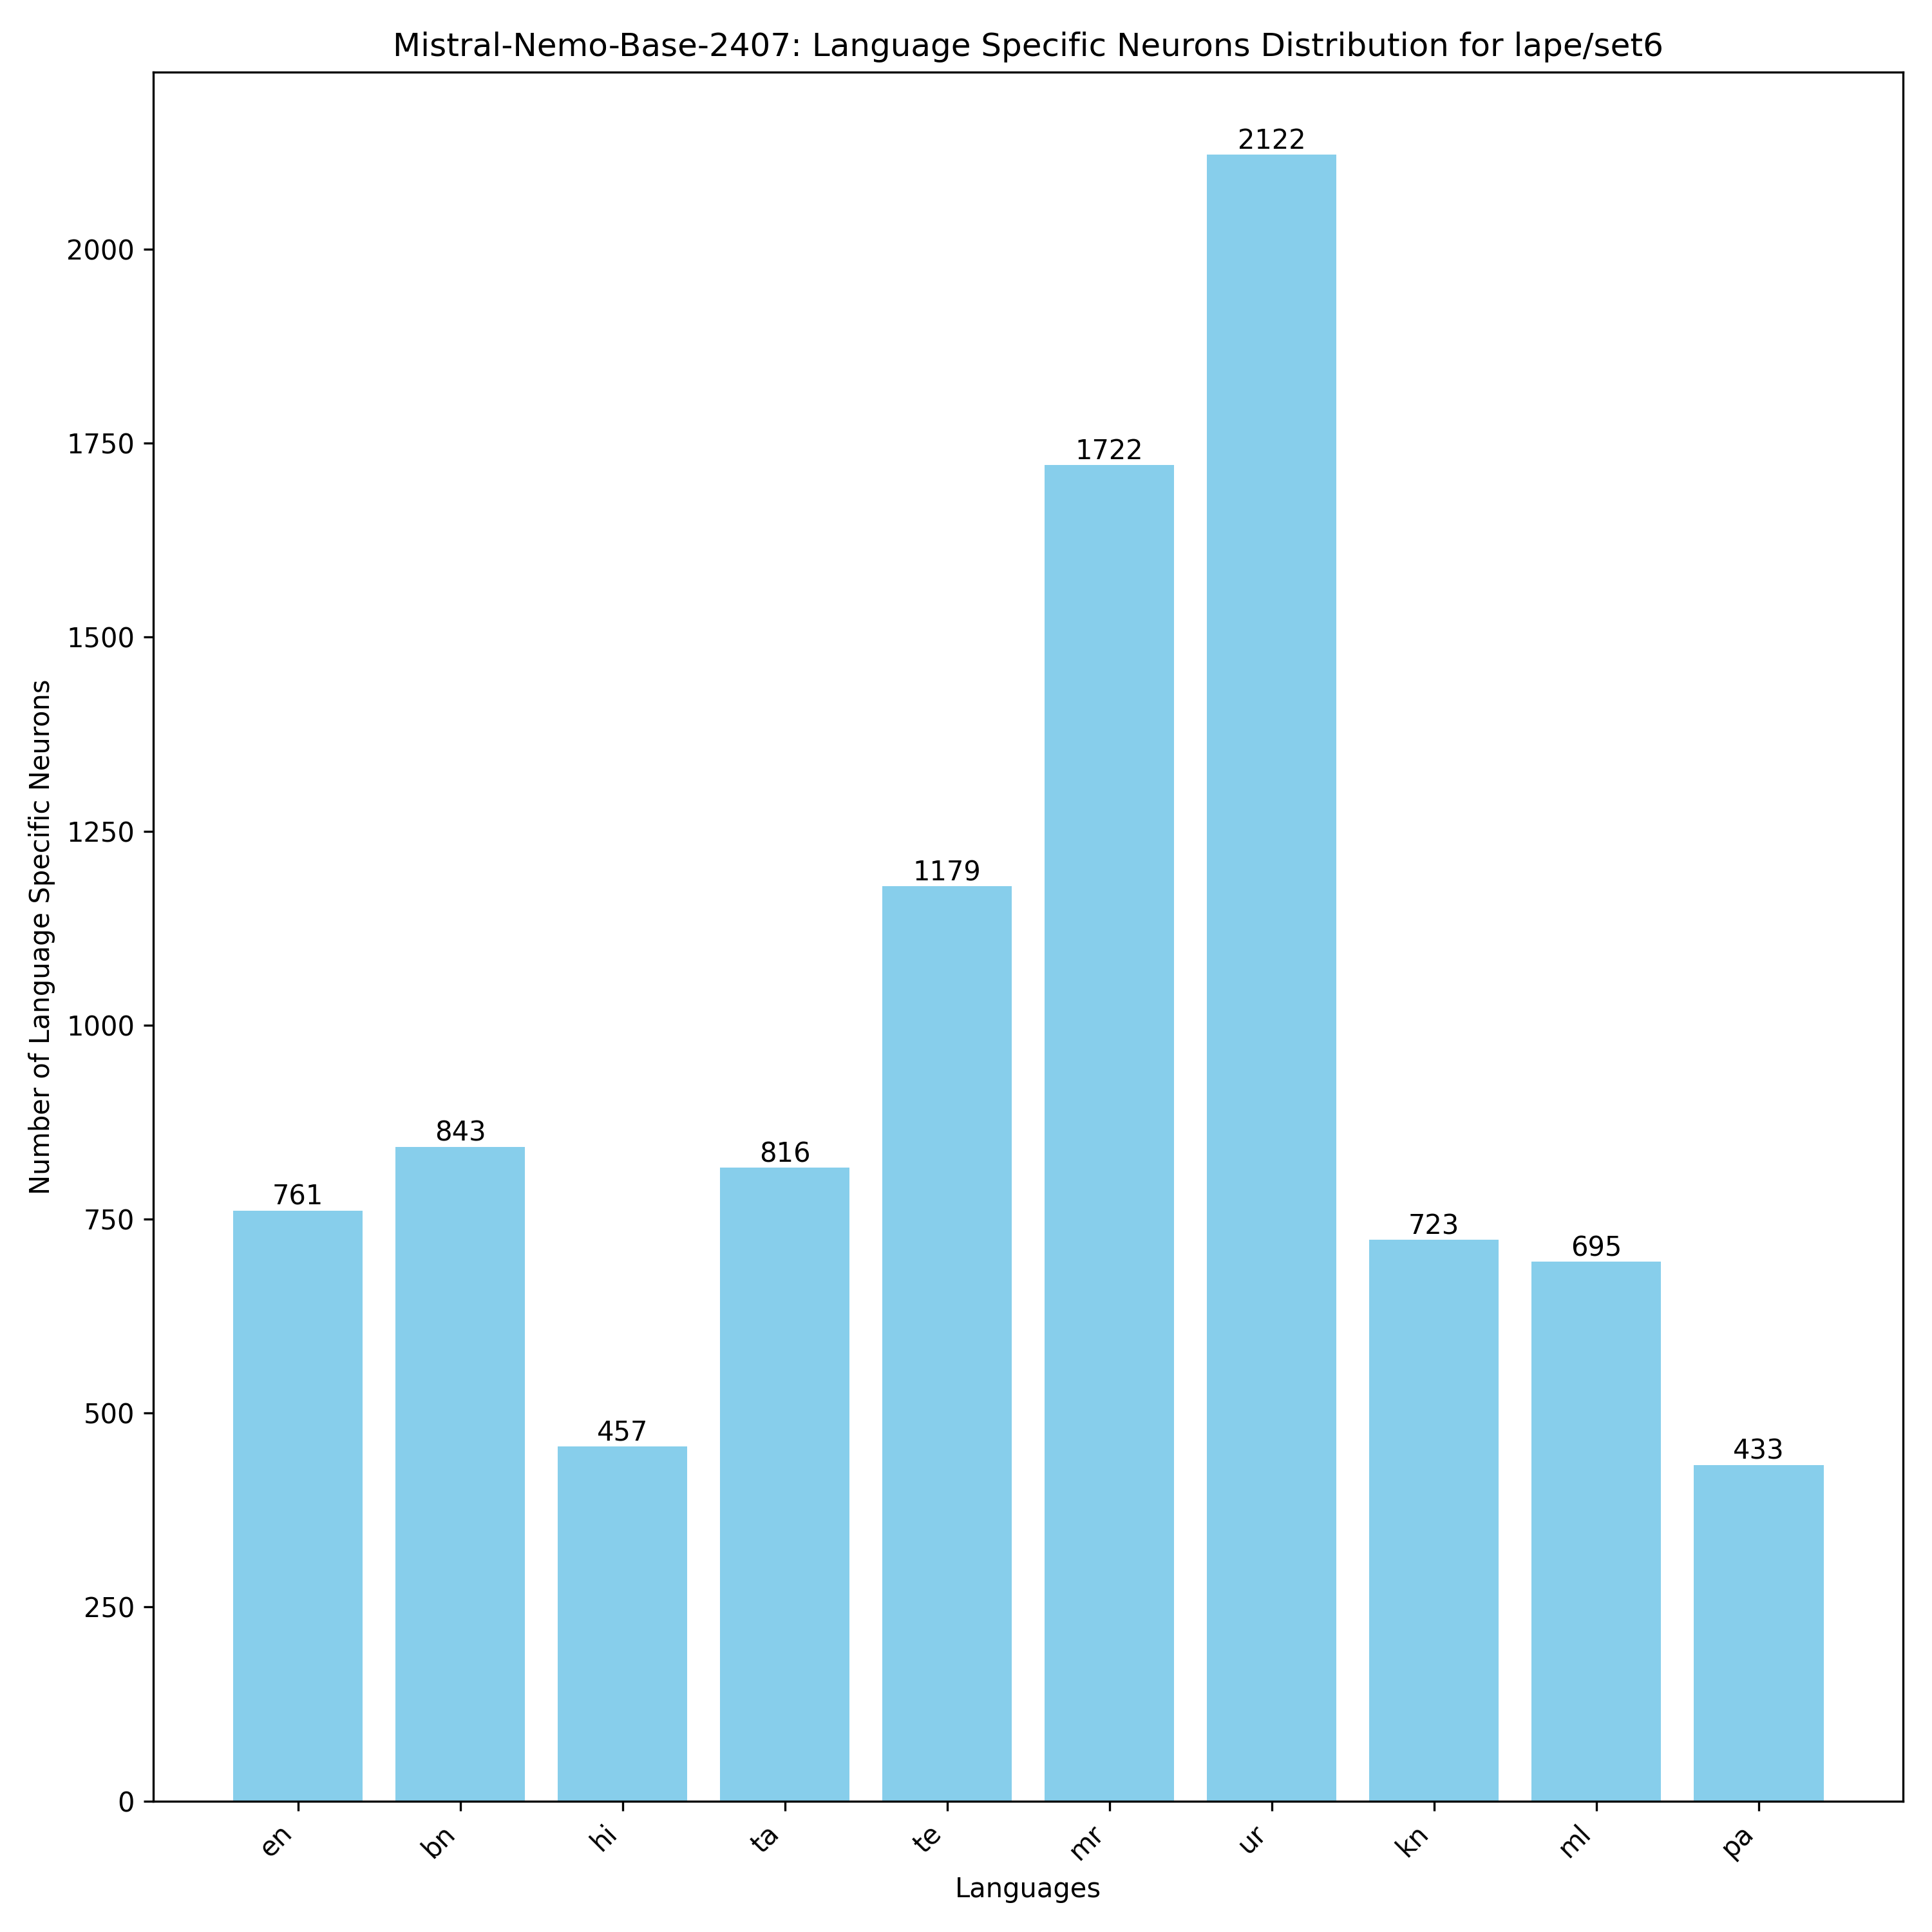 Mistral-Nemo-Base-2407: Language Specific Neurons Distribution for lape/set6
Number of Language Specific Neurons
2000
1750
1500
1250
1000
750
500
250
0
761
843
457
816
1179
1722
2122
723
695
433
en
bn
hi
ta
te
mr
ur
kn
ml
pa
Languages